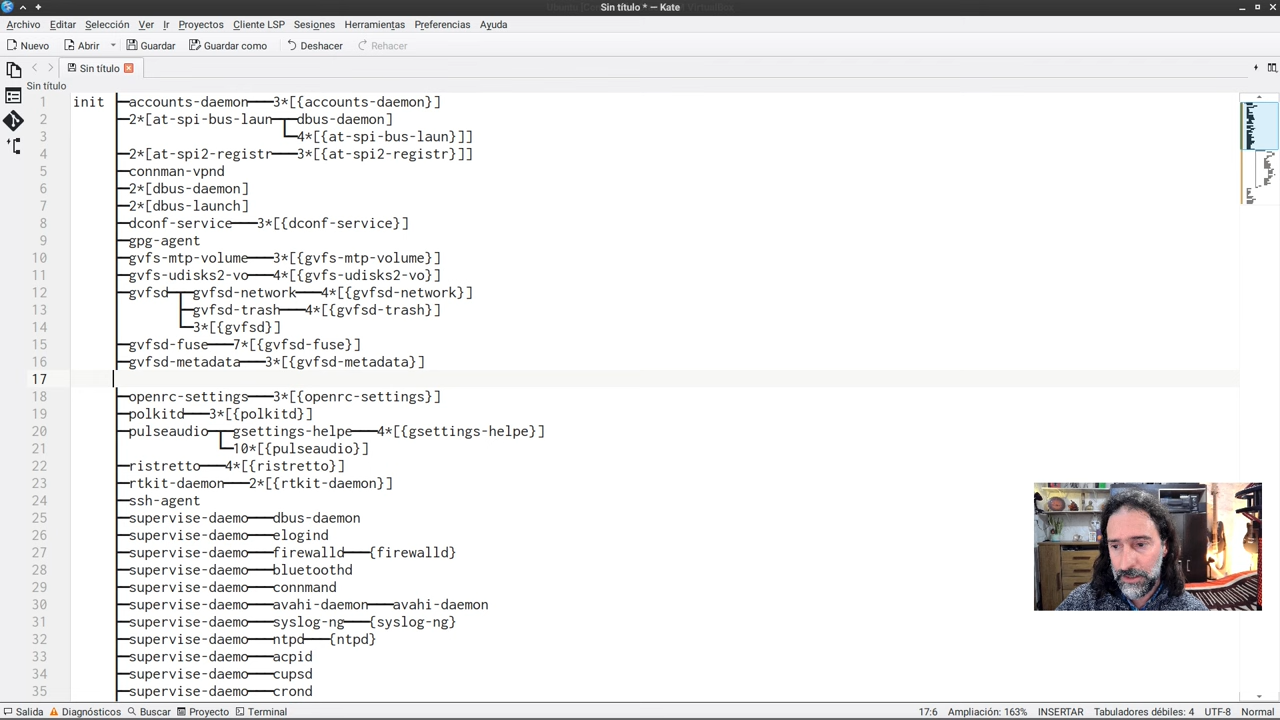 Sin título * — Kate
Archivo Editar Selección Ver Ir Proyectos Cliente LSP Sesiones Herramientas Preferencias Ayuda
Nuevo Abrir Guardar Guardar como Deshacer Rehacer
Sin título
Sin título
1 init ├─accounts-daemon───3*[{accounts-daemon}]
2 ├─2*[at-spi-bus-laun─┬─dbus-daemon]
3 │ └─4*[{at-spi-bus-laun}]]
4 ├─2*[at-spi2-registr───3*[{at-spi2-registr}]]
5 ├─connman-vpnd
6 ├─2*[dbus-daemon]
7 ├─2*[dbus-launch]
8 ├─dconf-service───3*[{dconf-service}]
9 ├─gpg-agent
10 ├─gvfs-mtp-volume───3*[{gvfs-mtp-volume}]
11 ├─gvfs-udisks2-vo───4*[{gvfs-udisks2-vo}]
12 ├─gvfsd─┬─gvfsd-network───4*[{gvfsd-network}]
13 │ ├─gvfsd-trash───4*[{gvfsd-trash}]
14 │ └─3*[{gvfsd}]
15 ├─gvfsd-fuse───7*[{gvfsd-fuse}]
16 ├─gvfsd-metadata───3*[{gvfsd-metadata}]
17
18 ├─openrc-settings───3*[{openrc-settings}]
19 ├─polkitd───3*[{polkitd}]
20 ├─pulseaudio─┬─gsettings-helpe───4*[{gsettings-helpe}]
21 │ └─10*[{pulseaudio}]
22 ├─ristretto───4*[{ristretto}]
23 ├─rtkit-daemon───2*[{rtkit-daemon}]
24 ├─ssh-agent
25 ├─supervise-daemo───dbus-daemon
26 ├─supervise-daemo───elogind
27 ├─supervise-daemo───firewalld───{firewalld}
28 ├─supervise-daemo───bluetoothd
29 ├─supervise-daemo───connmand
30 ├─supervise-daemo───avahi-daemon───avahi-daemon
31 ├─supervise-daemo───syslog-ng───{syslog-ng}
32 ├─supervise-daemo───ntpd───{ntpd}
33 ├─supervise-daemo───acpid
34 ├─supervise-daemo───cupsd
35 ├─supervise-daemo───crond
Salida Diagnósticos Buscar Proyecto Terminal 17:6 Ampliación: 163% INSERTAR Tabuladores débiles: 4 UTF-8 Normal